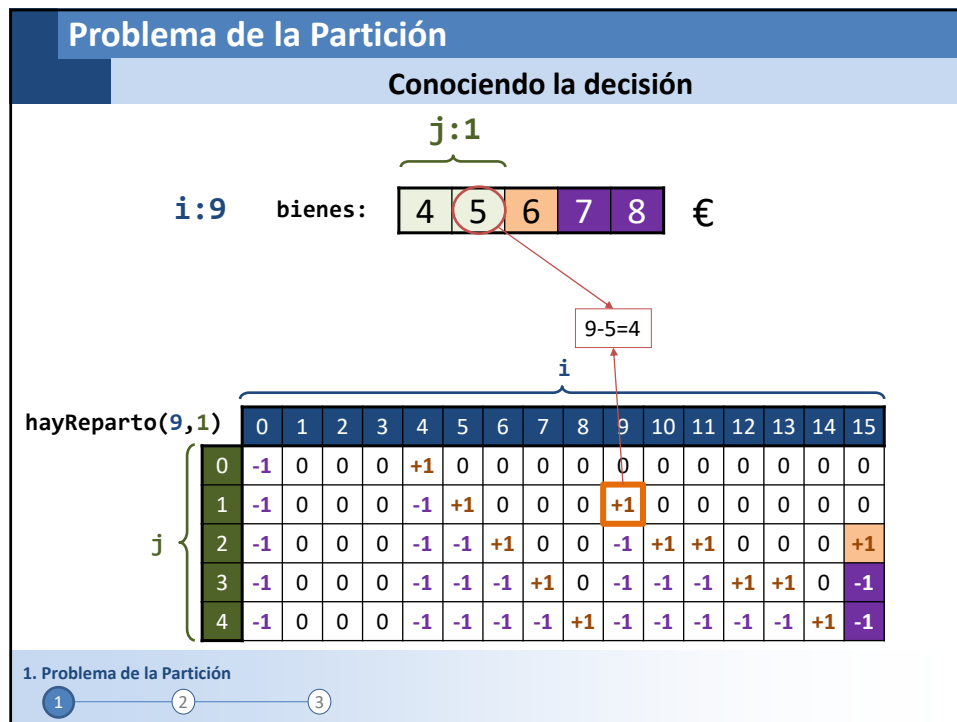 Problema de la Partición
Conociendo la decisión
j:1
i:9 bienes: 4 5 6 7 8 €
9-5=4
i
hayReparto(9,1) 0 1 2 3 4 5 6 7 8 9 10 11 12 13 14 15
0 -1 0 0 0 +1 0 0 0 0 0 0 0 0 0 0 0
1 -1 0 0 0 -1 +1 0 0 0 +1 0 0 0 0 0 0
j 2 -1 0 0 0 -1 -1 +1 0 0 -1 +1 +1 0 0 0 +1
3 -1 0 0 0 -1 -1 -1 +1 0 -1 -1 -1 +1 +1 0 -1
4 -1 0 0 0 -1 -1 -1 -1 +1 -1 -1 -1 -1 -1 +1 -1
1. Problema de la Partición
1 2 3